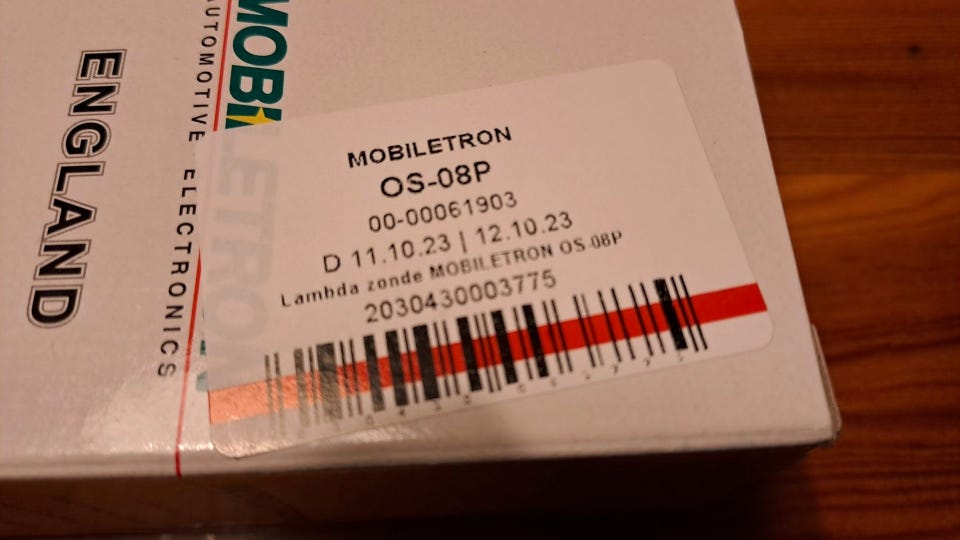 ENGLAND
AUTOMOTIVE ELECTRONICS
MOBILETRON
MOBILETRON
OS-08P
00-00061903
D 11.10.23 | 12.10.23
Lambda zonde MOBILETRON OS-08P
2030430003775